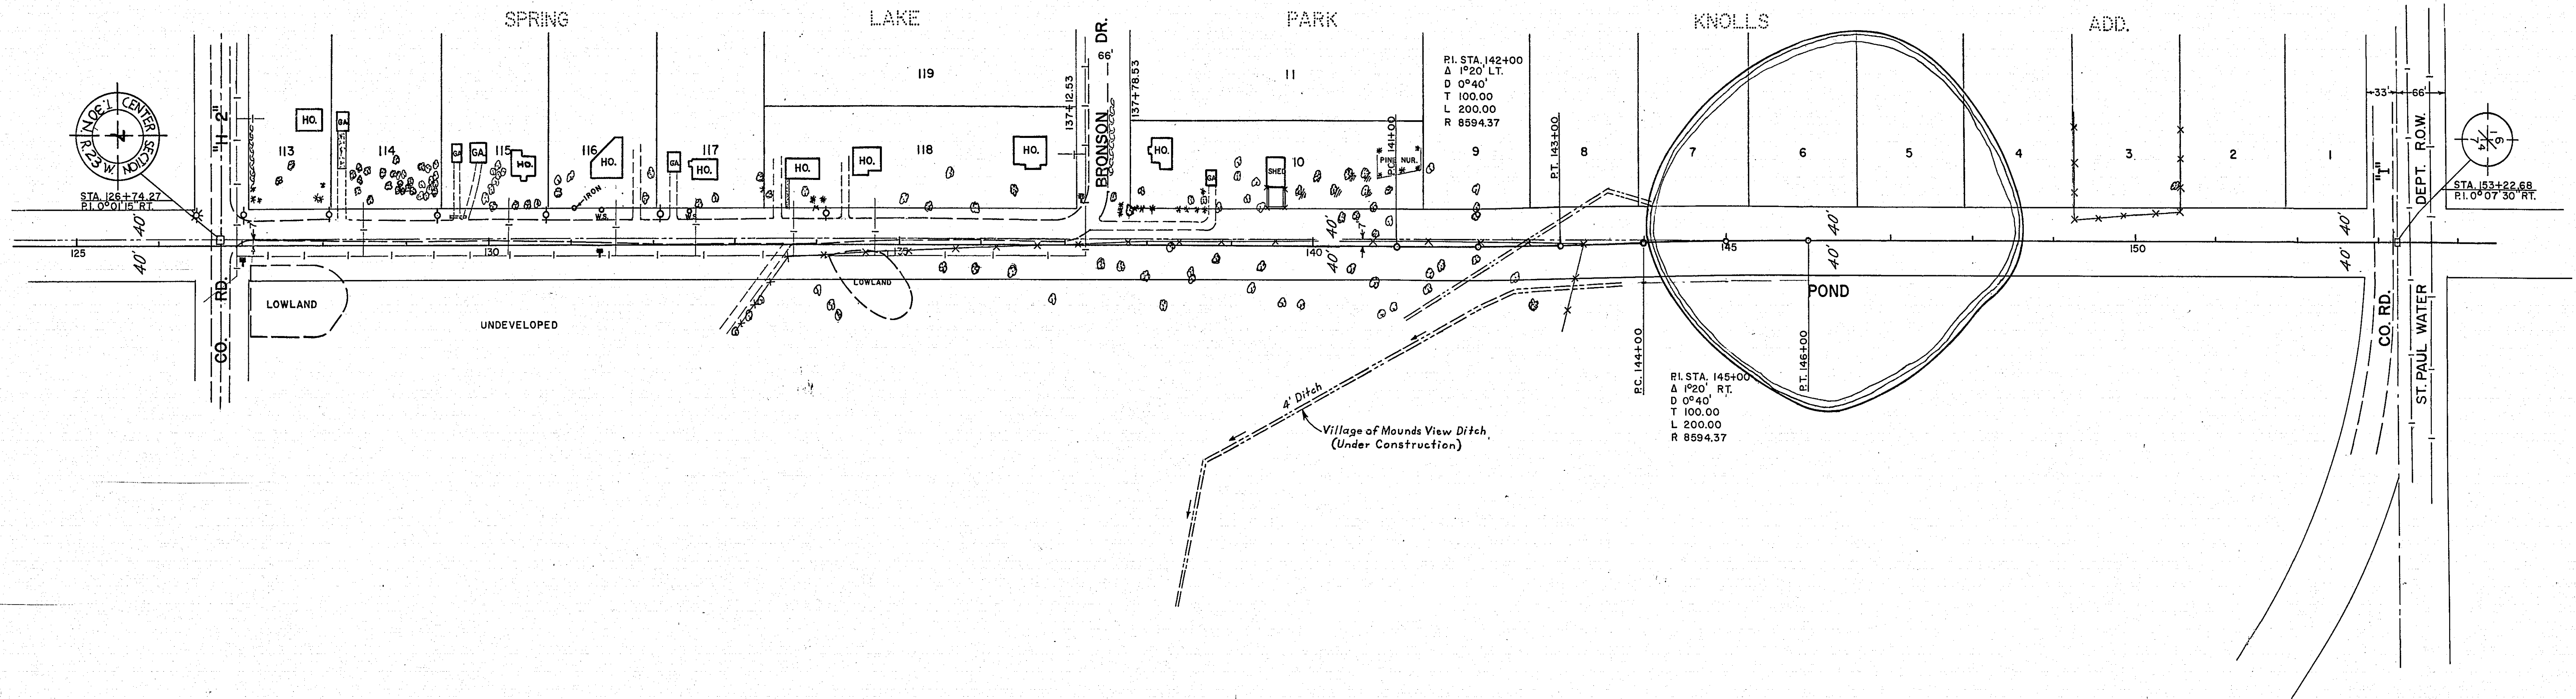 SPRING LAKE PARK KNOLLS ADD.
CENTER SECTION
T. 30 N. R. 23 W.
STA. 126+74.27
P.I. 0°01'15" RT.
40'
40'
125
CO. RD. "H-2"
7'
LOWLAND
UNDEVELOPED
113
HO.
GA.
114
GA.
GA.
115
HO.
116
HO.
IRON
W.S.
117
GA.
HO.
119
118
HO.
HO.
HO.
130
135
LOWLAND
137+12.53
BRONSON DR.
66'
137+78.53
11
HO.
GA.
SHED
10
PINE NUR.
P.C. 141+00
P.I. STA. 142+00
Δ 1°20' LT.
D 0°40'
T 100.00
L 200.00
R 8594.37
9
P.T. 143+00
8
7
6
5
4
3
2
1
140
40'
40'
7'
145
40'
40'
150
40'
40'
POND
P.C. 144+00
P.I. STA. 145+00
Δ 1°20' RT.
D 0°40'
T 100.00
L 200.00
R 8594.37
P.T. 146+00
4' Ditch
Village of Mounds View Ditch
(Under Construction)
33'
66'
CO. RD. "I"
ST. PAUL WATER DEPT. R.O.W.
STA. 153+22.68
P.I. 0°07'30" RT.